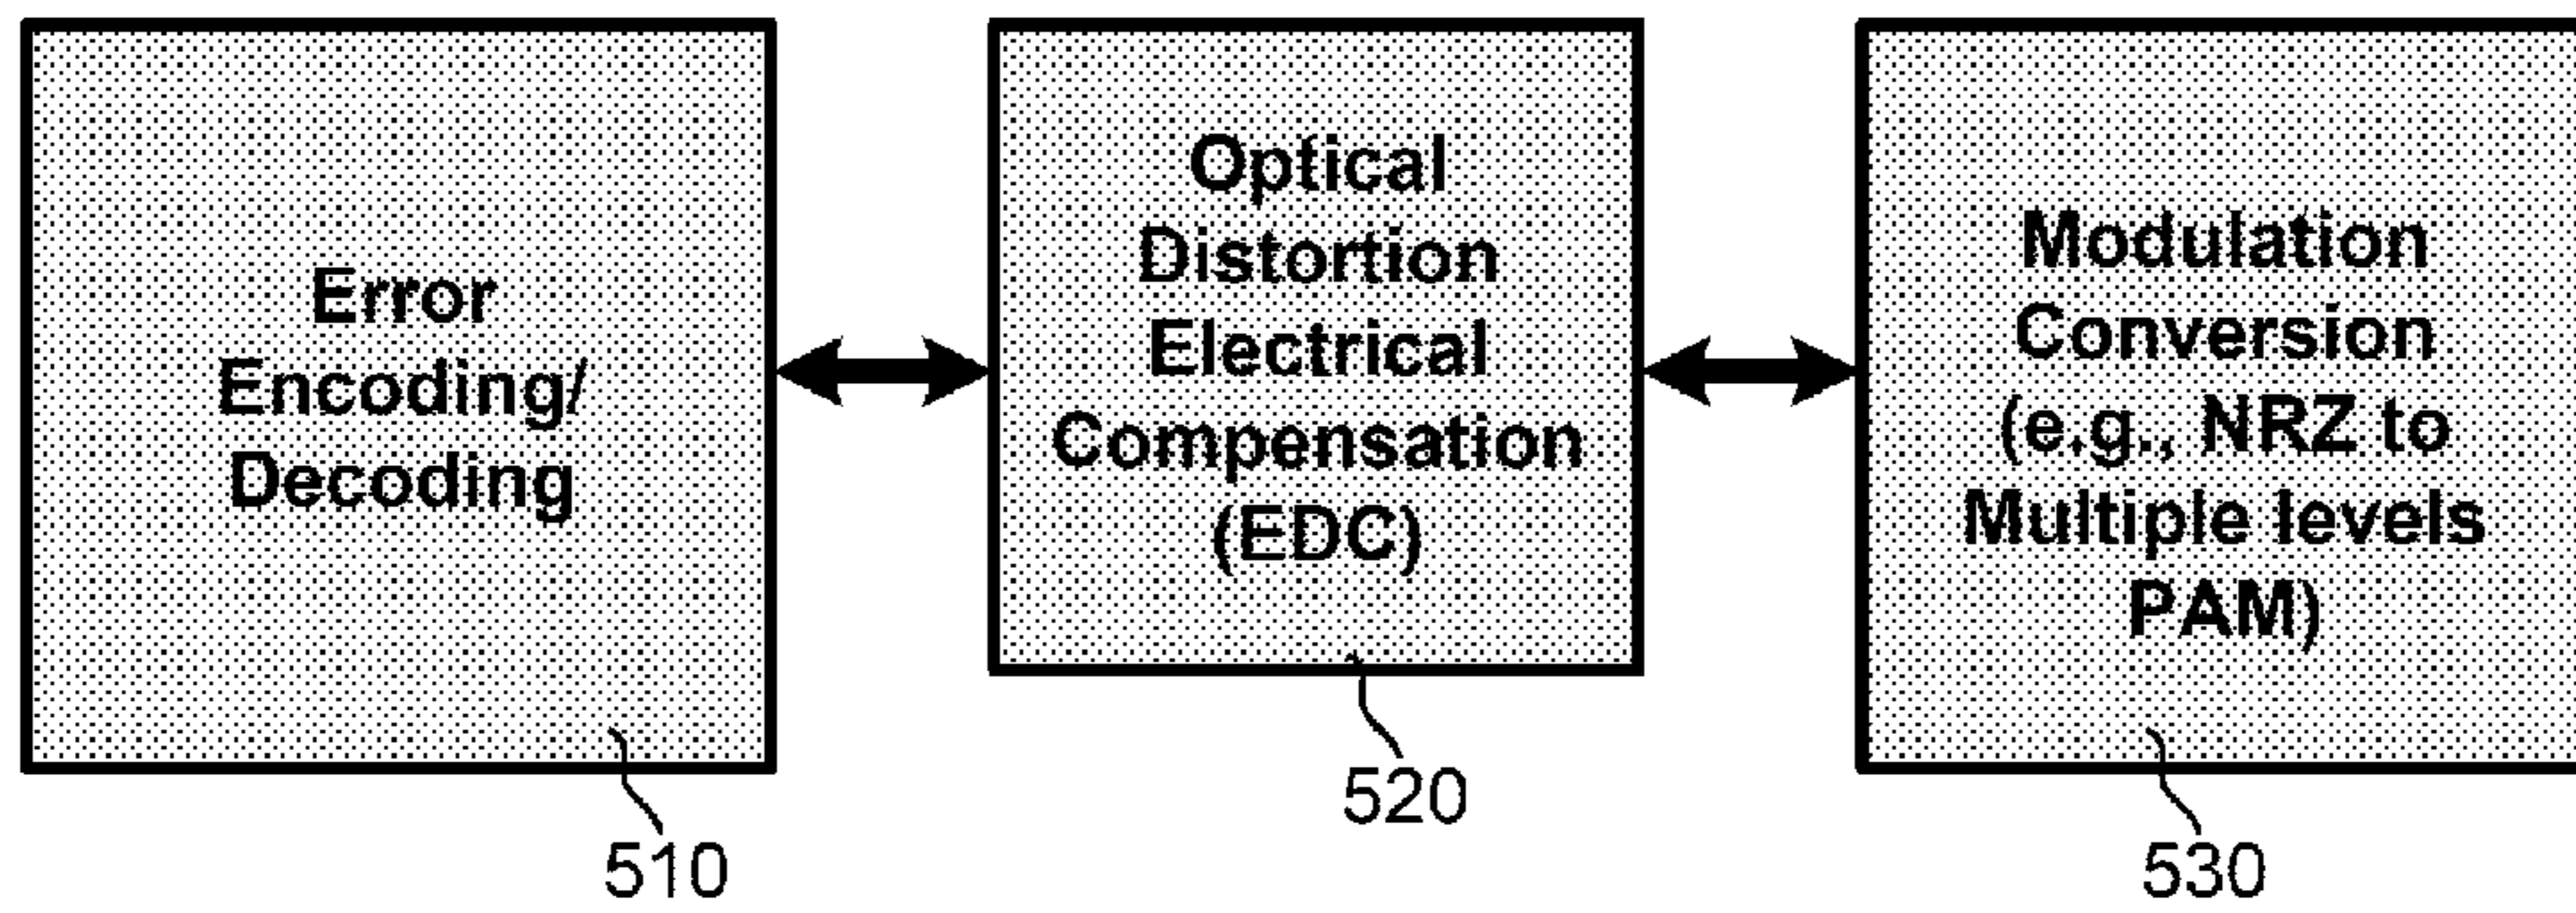 Error
Encoding/
Decoding
510
Optical
Distortion
Electrical
Compensation
(EDC)
520
Modulation
Conversion
(e.g., NRZ to
Multiple levels
PAM)
530